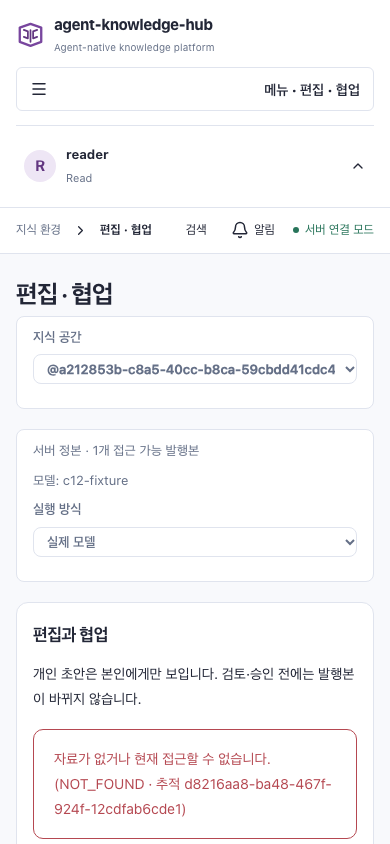 agent-knowledge-hub
Agent-native knowledge platform
메뉴 · 편집 · 협업
R
reader
Read
지식 환경 > 편집 · 협업 검색 알림 서버 연결 모드
편집 · 협업
지식 공간
@a212853b-c8a5-40cc-b8ca-59cbdd41cdc4
서버 정본 · 1개 접근 가능 발행본
모델: c12-fixture
실행 방식
실제 모델
편집과 협업
개인 초안은 본인에게만 보입니다. 검토·승인 전에는 발행본
이 바뀌지 않습니다.
자료가 없거나 현재 접근할 수 없습니다.
(NOT_FOUND · 추적 d8216aa8-ba48-467f-
924f-12cdfab6cde1)